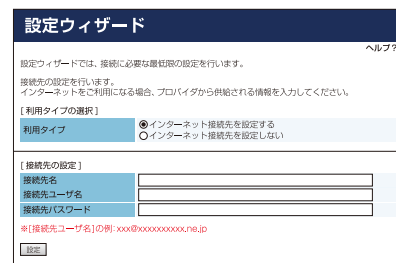 設定ウィザード
ヘルプ?
設定ウィザードでは、接続に必要な最低限の設定を行います。
接続先の設定を行います。
インターネットをご利用になる場合、プロバイダから供給される情報を入力してください。
[利用タイプの選択]
利用タイプ
インターネット接続先を設定する
インターネット接続先を設定しない
[接続先の設定]
接続先名
接続先ユーザ名
接続先パスワード
※[接続先ユーザ名]の例:xxx@xxxxxxxxxx.ne.jp
設定